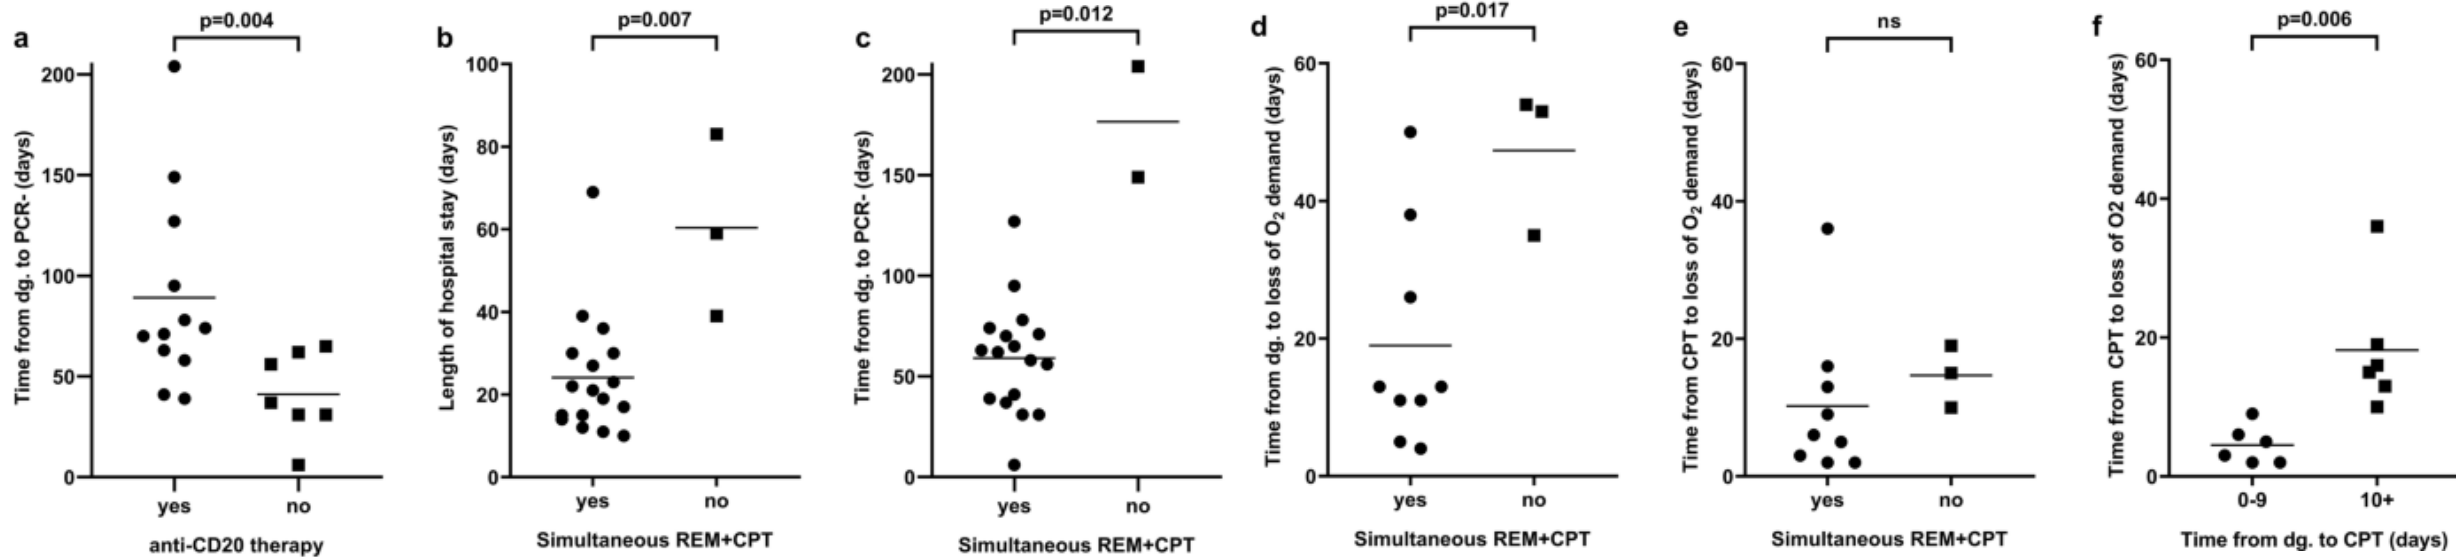 a
p=0.004
Time from dg. to PCR- (days)
200
150
100
50
0
yes
no
anti-CD20 therapy
b
p=0.007
Length of hospital stay (days)
100
80
60
40
20
0
yes
no
Simultaneous REM+CPT
c
p=0.012
Time from dg. to PCR- (days)
200
150
100
50
0
yes
no
Simultaneous REM+CPT
d
p=0.017
Time from dg. to loss of O₂ demand (days)
60
40
20
0
yes
no
Simultaneous REM+CPT
e
ns
Time from CPT to loss of O₂ demand (days)
60
40
20
0
yes
no
Simultaneous REM+CPT
f
p=0.006
Time from CPT to loss of O2 demand (days)
60
40
20
0
0-9
10+
Time from dg. to CPT (days)